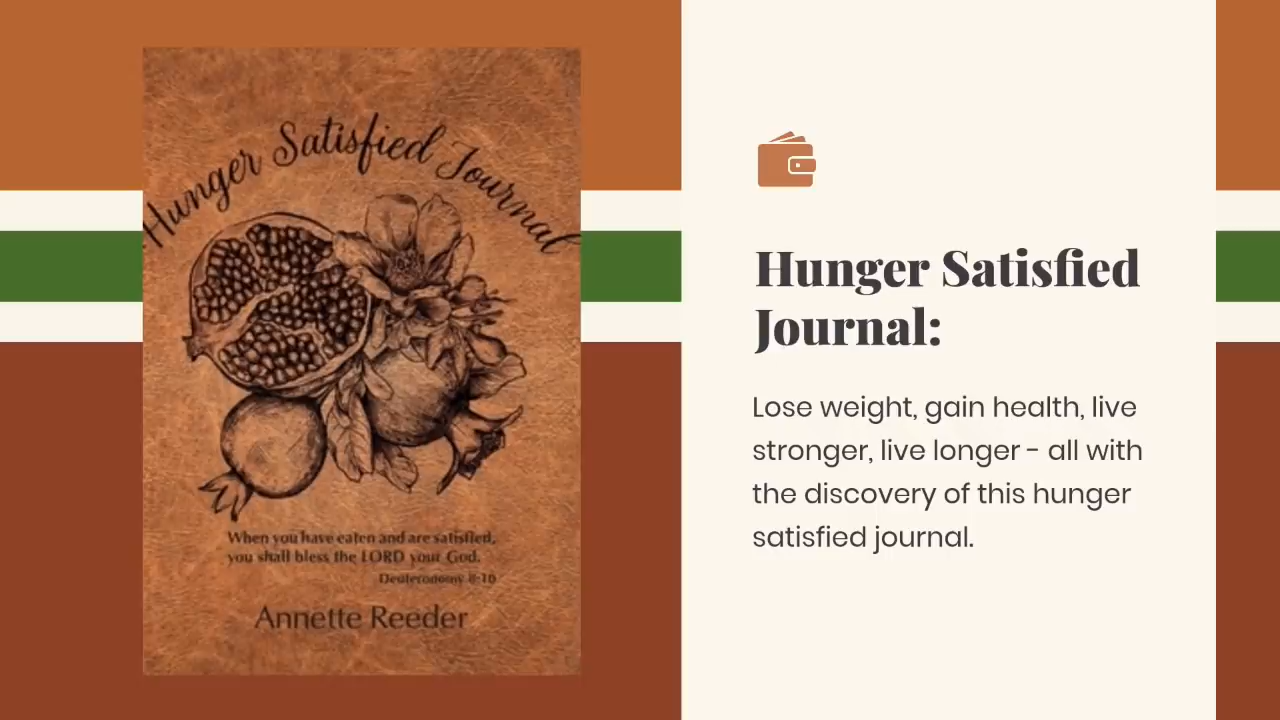 Hunger Satisfied Journal
When you have eaten and are satisfied,
you shall bless the LORD your God.
Deuteronomy 8:10
Annette Reeder
Hunger Satisfied
Journal:
Lose weight, gain health, live
stronger, live longer - all with
the discovery of this hunger
satisfied journal.